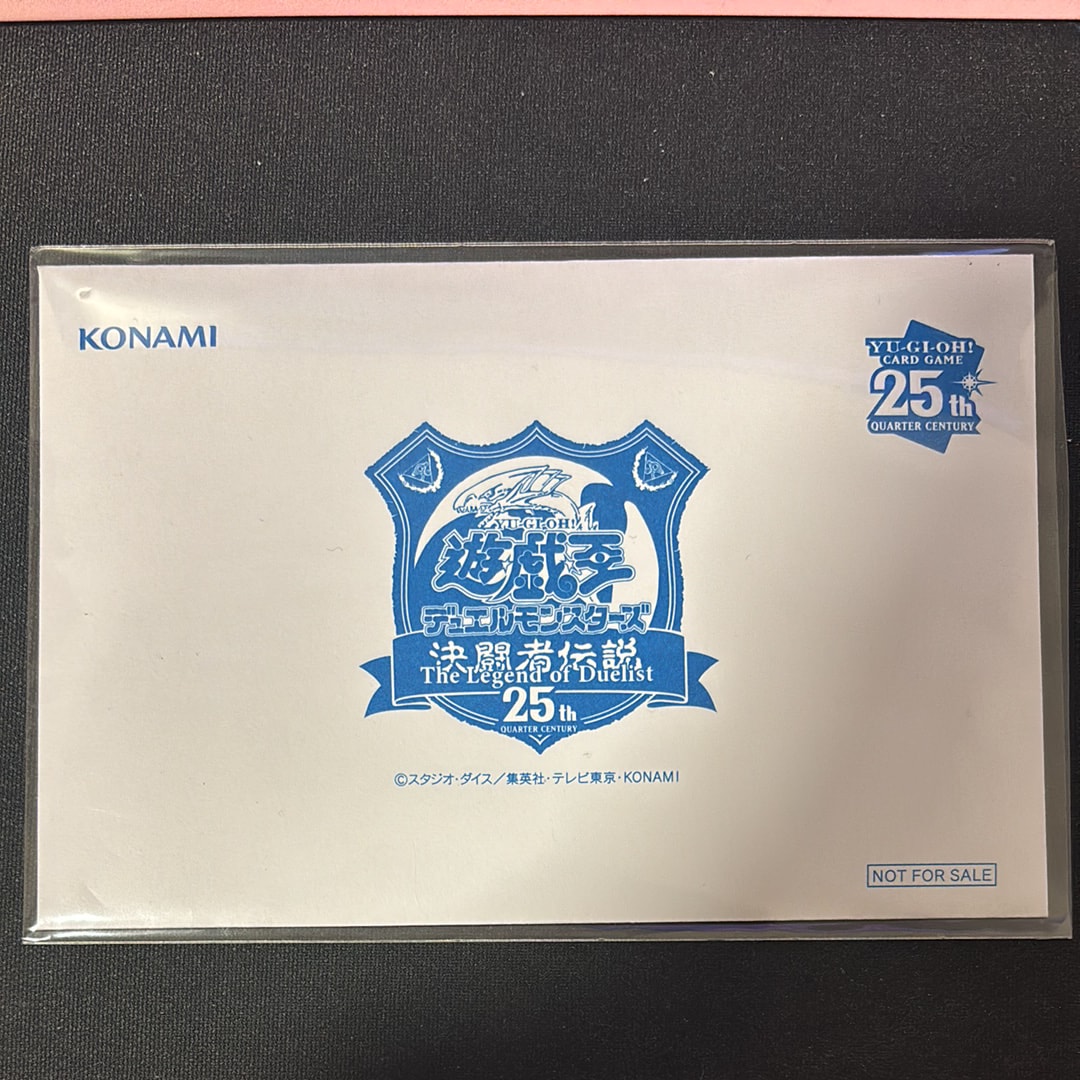 KONAMI
YU-GI-OH!
CARD GAME
25th
QUARTER CENTURY
YU-GI-OH!
遊戯王
デュエルモンスターズ
決闘者伝説
The Legend of Duelist
25th
QUARTER CENTURY
©スタジオ・ダイス／集英社・テレビ東京・KONAMI
NOT FOR SALE